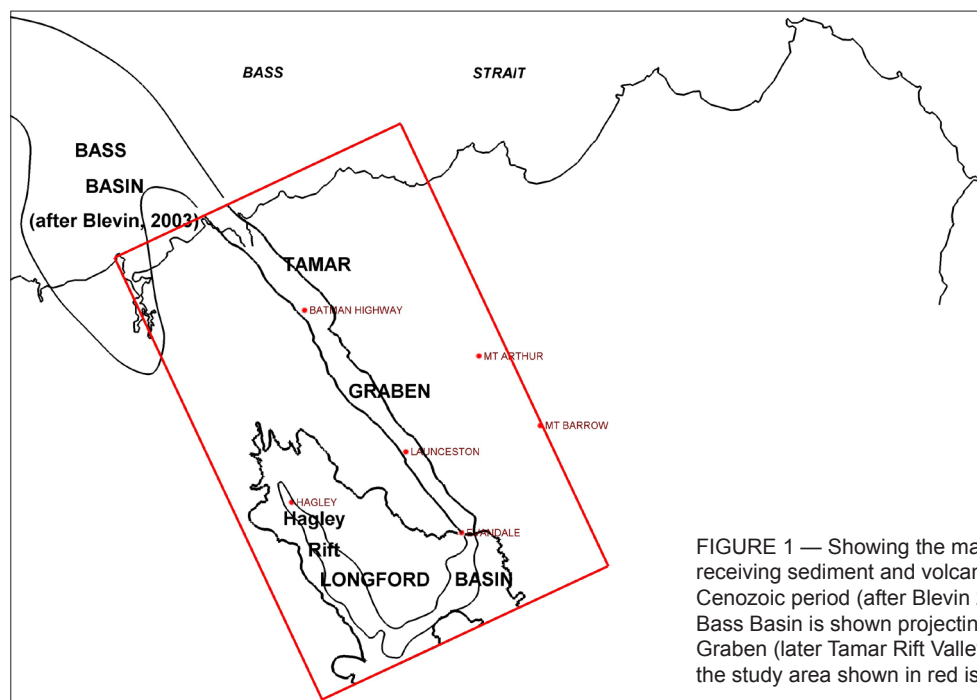 BASS STRAIT
BASS
BASIN
(after Blevin, 2003)
TAMAR
BATMAN HIGHWAY
MT ARTHUR
GRABEN
MT BARROW
LAUNCESTON
HAGLEY
Hagley
Rift
EVANDALE
LONGFORD BASIN
FIGURE 1 — Showing the ma
receiving sediment and volcan
Cenozoic period (after Blevin
Bass Basin is shown projectin
Graben (later Tamar Rift Valle
the study area shown in red is